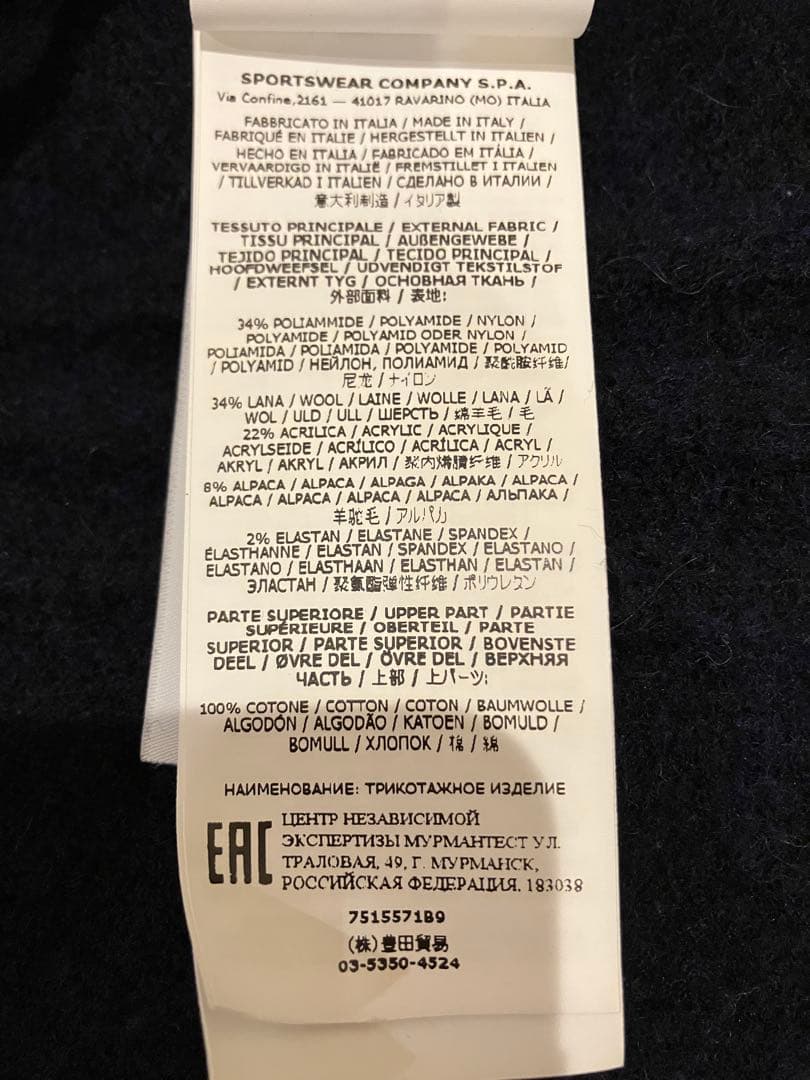 SPORTSWEAR COMPANY S.P.A.
Via Confine,2161 — 41017 RAVARINO (MO) ITALIA
FABBRICATO IN ITALIA / MADE IN ITALY /
FABRIQUÉ EN ITALIE / HERGESTELLT IN ITALIEN /
HECHO EN ITALIA / FABRICADO EM ITÁLIA /
VERVAARDIGD IN ITALIË / FREMSTILLET I ITALIEN
/ TILLVERKAD I ITALIEN / СДЕЛАНО В ИТАЛИИ /
意大利制造 / イタリア製
TESSUTO PRINCIPALE / EXTERNAL FABRIC /
TISSU PRINCIPAL / AUßENGEWEBE /
TEJIDO PRINCIPAL / TECIDO PRINCIPAL /
HOOFDWEEFSEL / UDVENDIGT TEKSTILSTOF
/ EXTERNT TYG / ОСНОВНАЯ ТКАНЬ /
外部面料 / 表地:
34% POLIAMMIDE / POLYAMIDE / NYLON /
POLYAMIDE / POLYAMID ODER NYLON /
POLIAMIDA / POLIAMIDA / POLYAMIDE / POLYAMID
/ POLYAMID / НЕЙЛОН, ПОЛИАМИД / 聚酰胺纤维/
尼龙 / ナイロン
34% LANA / WOOL / LAINE / WOLLE / LANA / LÃ /
WOL / ULD / ULL / ШЕРСТЬ / 绵羊毛 / 毛
22% ACRILICA / ACRYLIC / ACRYLIQUE /
ACRYLSEIDE / ACRÍLICO / ACRÍLICA / ACRYL /
AKRYL / AKRYL / АКРИЛ / 聚丙烯腈纤维 / アクリル
8% ALPACA / ALPACA / ALPAGA / ALPAKA / ALPACA /
ALPACA / ALPACA / ALPACA / ALPACA / АЛЬПАКА /
羊驼毛 / アルパカ
2% ELASTAN / ELASTANE / SPANDEX /
ÉLASTHANNE / ELASTAN / SPANDEX / ELASTANO /
ELASTANO / ELASTHAAN / ELASTHAN / ELASTAN /
ЭЛАСТАН / 聚氨酯弹性纤维 / ポリウレタン
PARTE SUPERIORE / UPPER PART / PARTIE
SUPÉRIEURE / OBERTEIL / PARTE
SUPERIOR / PARTE SUPERIOR / BOVENSTE
DEEL / ØVRE DEL / ÖVRE DEL / ВЕРХНЯЯ
ЧАСТЬ / 上部 / 上パーツ:
100% COTONE / COTTON / COTON / BAUMWOLLE /
ALGODÓN / ALGODÃO / KATOEN / BOMULD /
BOMULL / ХЛОПОК / 棉 / 綿
НАИМЕНОВАНИЕ: ТРИКОТАЖНОЕ ИЗДЕЛИЕ
EAC
ЦЕНТР НЕЗАВИСИМОЙ
ЭКСПЕРТИЗЫ МУРМАНТЕСТ УЛ.
ТРАЛОВАЯ, 49, Г. МУРМАНСК,
РОССИЙСКАЯ ФЕДЕРАЦИЯ, 183038
7515571B9
(株)豊田貿易
03-5350-4524